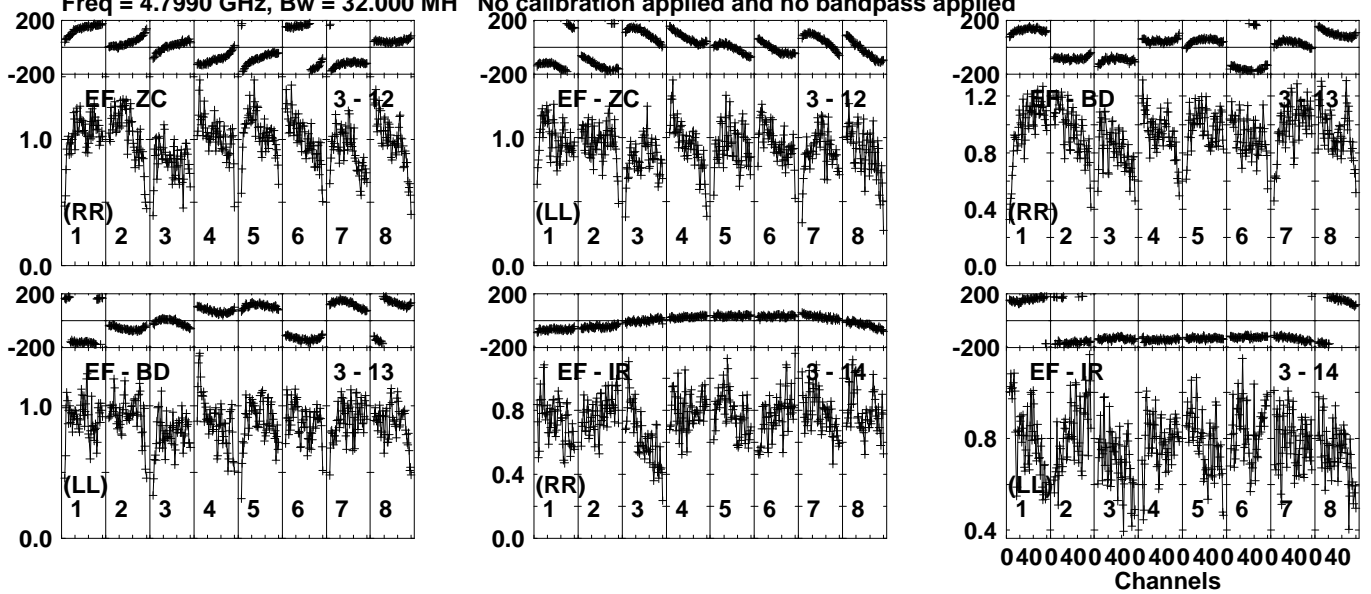 Freq = 4.7990 GHz, Bw = 32.000 MH No calibration applied and no bandpass applied
200
-200
EF - ZC 3 - 12
1.0
(RR)
1 2 3 4 5 6 7 8
0.0
200
-200
EF - ZC 3 - 12
1.0
(LL)
1 2 3 4 5 6 7 8
0.0
200
-200
1.2
EF - BD 3 - 13
0.8
0.4
(RR)
1 2 3 4 5 6 7 8
0.0
200
-200
EF - BD 3 - 13
1.0
(LL)
1 2 3 4 5 6 7 8
0.0
200
-200
EF - IR 3 - 14
0.8
0.4
(RR)
1 2 3 4 5 6 7 8
0.0
200
-200
EF - IR 3 - 14
0.8
(LL)
1 2 3 4 5 6 7 8
0.4
0 40 0 40 0 40 0 40 0 40 0 40 0 40 0 40
Channels